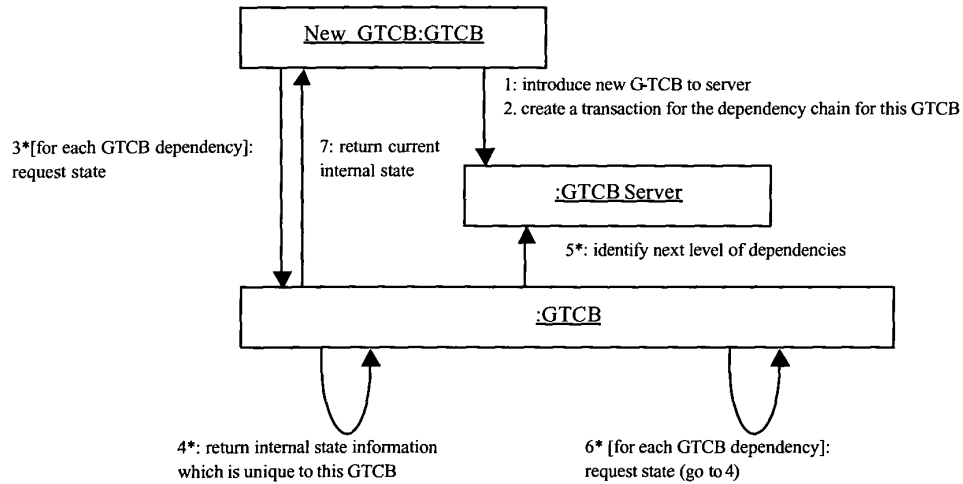 New GTCB:GTCB
1: introduce new G-TCB to server
2. create a transaction for the dependency chain for this GTCB
3*[for each GTCB dependency]:
request state
7: return current
internal state
:GTCB Server
5*: identify next level of dependencies
:GTCB
4*: return internal state information
which is unique to this GTCB
6* [for each GTCB dependency]:
request state (go to 4)